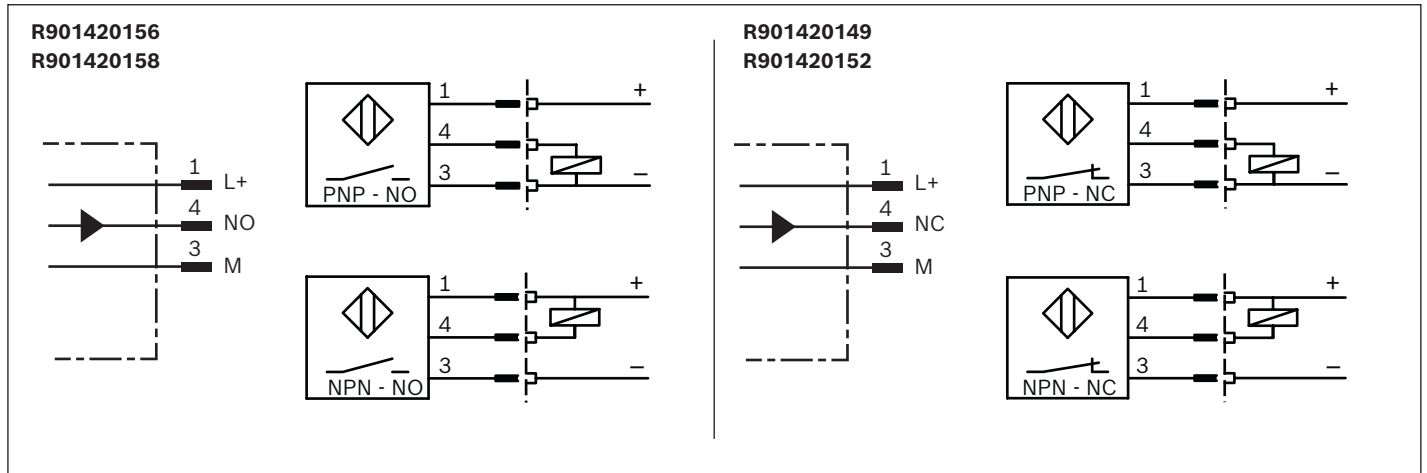 R901420156
R901420158
1 L+
4 NO
3 M
1 +
4
3 –
PNP - NO
1 +
4
3 –
NPN - NO
R901420149
R901420152
1 L+
4 NC
3 M
1 +
4
3 –
PNP - NC
1 +
4
3 –
NPN - NC